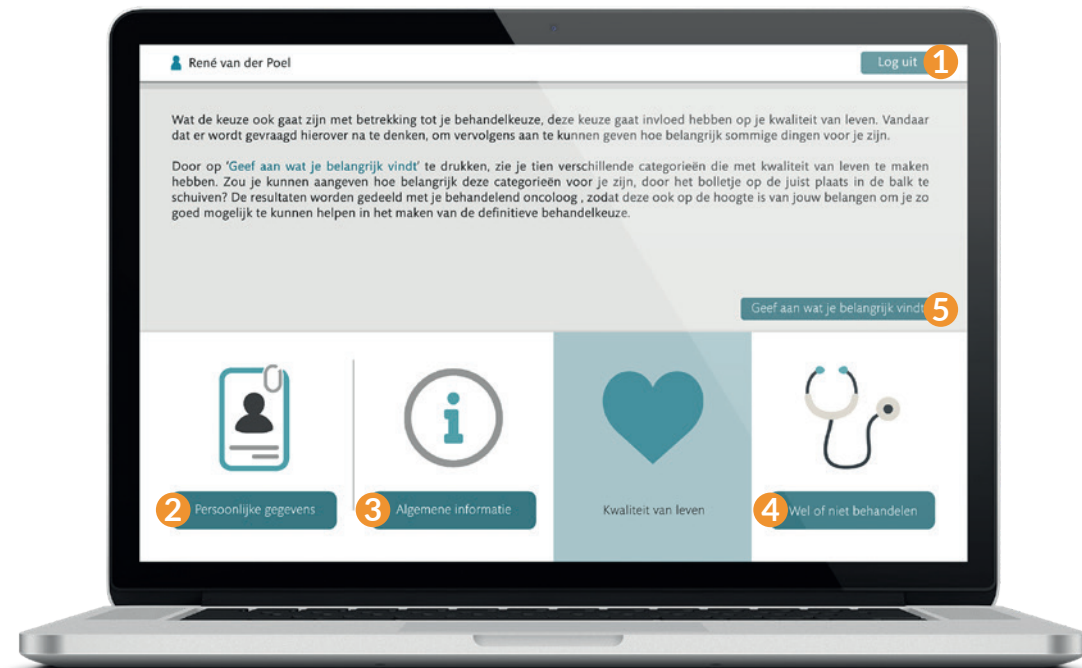 René van der Poel
Log uit 1
Wat de keuze ook gaat zijn met betrekking tot je behandelkeuze, deze keuze gaat invloed hebben op je kwaliteit van leven. Vandaar
dat er wordt gevraagd hierover na te denken, om vervolgens aan te kunnen geven hoe belangrijk sommige dingen voor je zijn.
Door op 'Geef aan wat je belangrijk vindt' te drukken, zie je tien verschillende categorieën die met kwaliteit van leven te maken
hebben. Zou je kunnen aangeven hoe belangrijk deze categorieën voor je zijn, door het bolletje op de juist plaats in de balk te
schuiven? De resultaten worden gedeeld met je behandelend oncoloog , zodat deze ook op de hoogte is van jouw belangen om je zo
goed mogelijk te kunnen helpen in het maken van de definitieve behandelkeuze.
Geef aan wat je belangrijk vindt 5
2 Persoonlijke gegevens
3 Algemene informatie
Kwaliteit van leven
4 Wel of niet behandelen